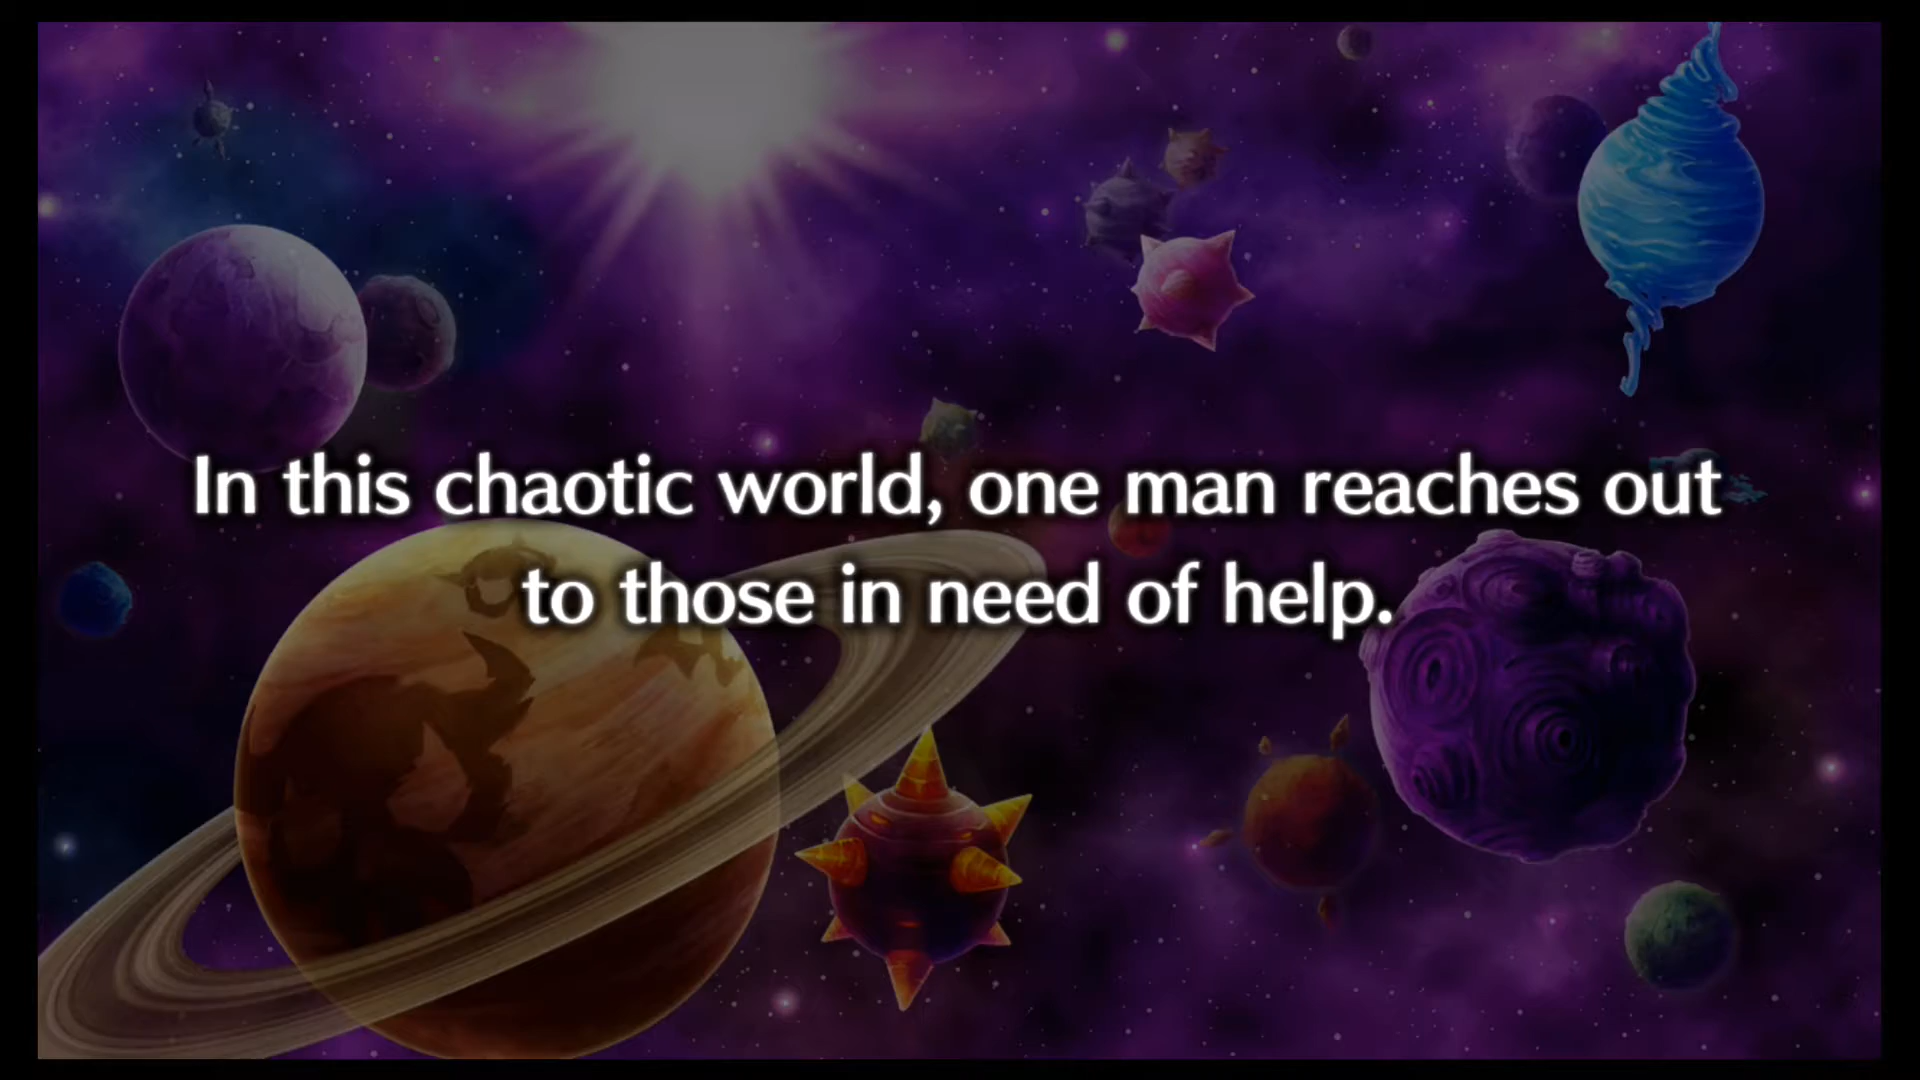 In this chaotic world, one man reaches out
to those in need of help.